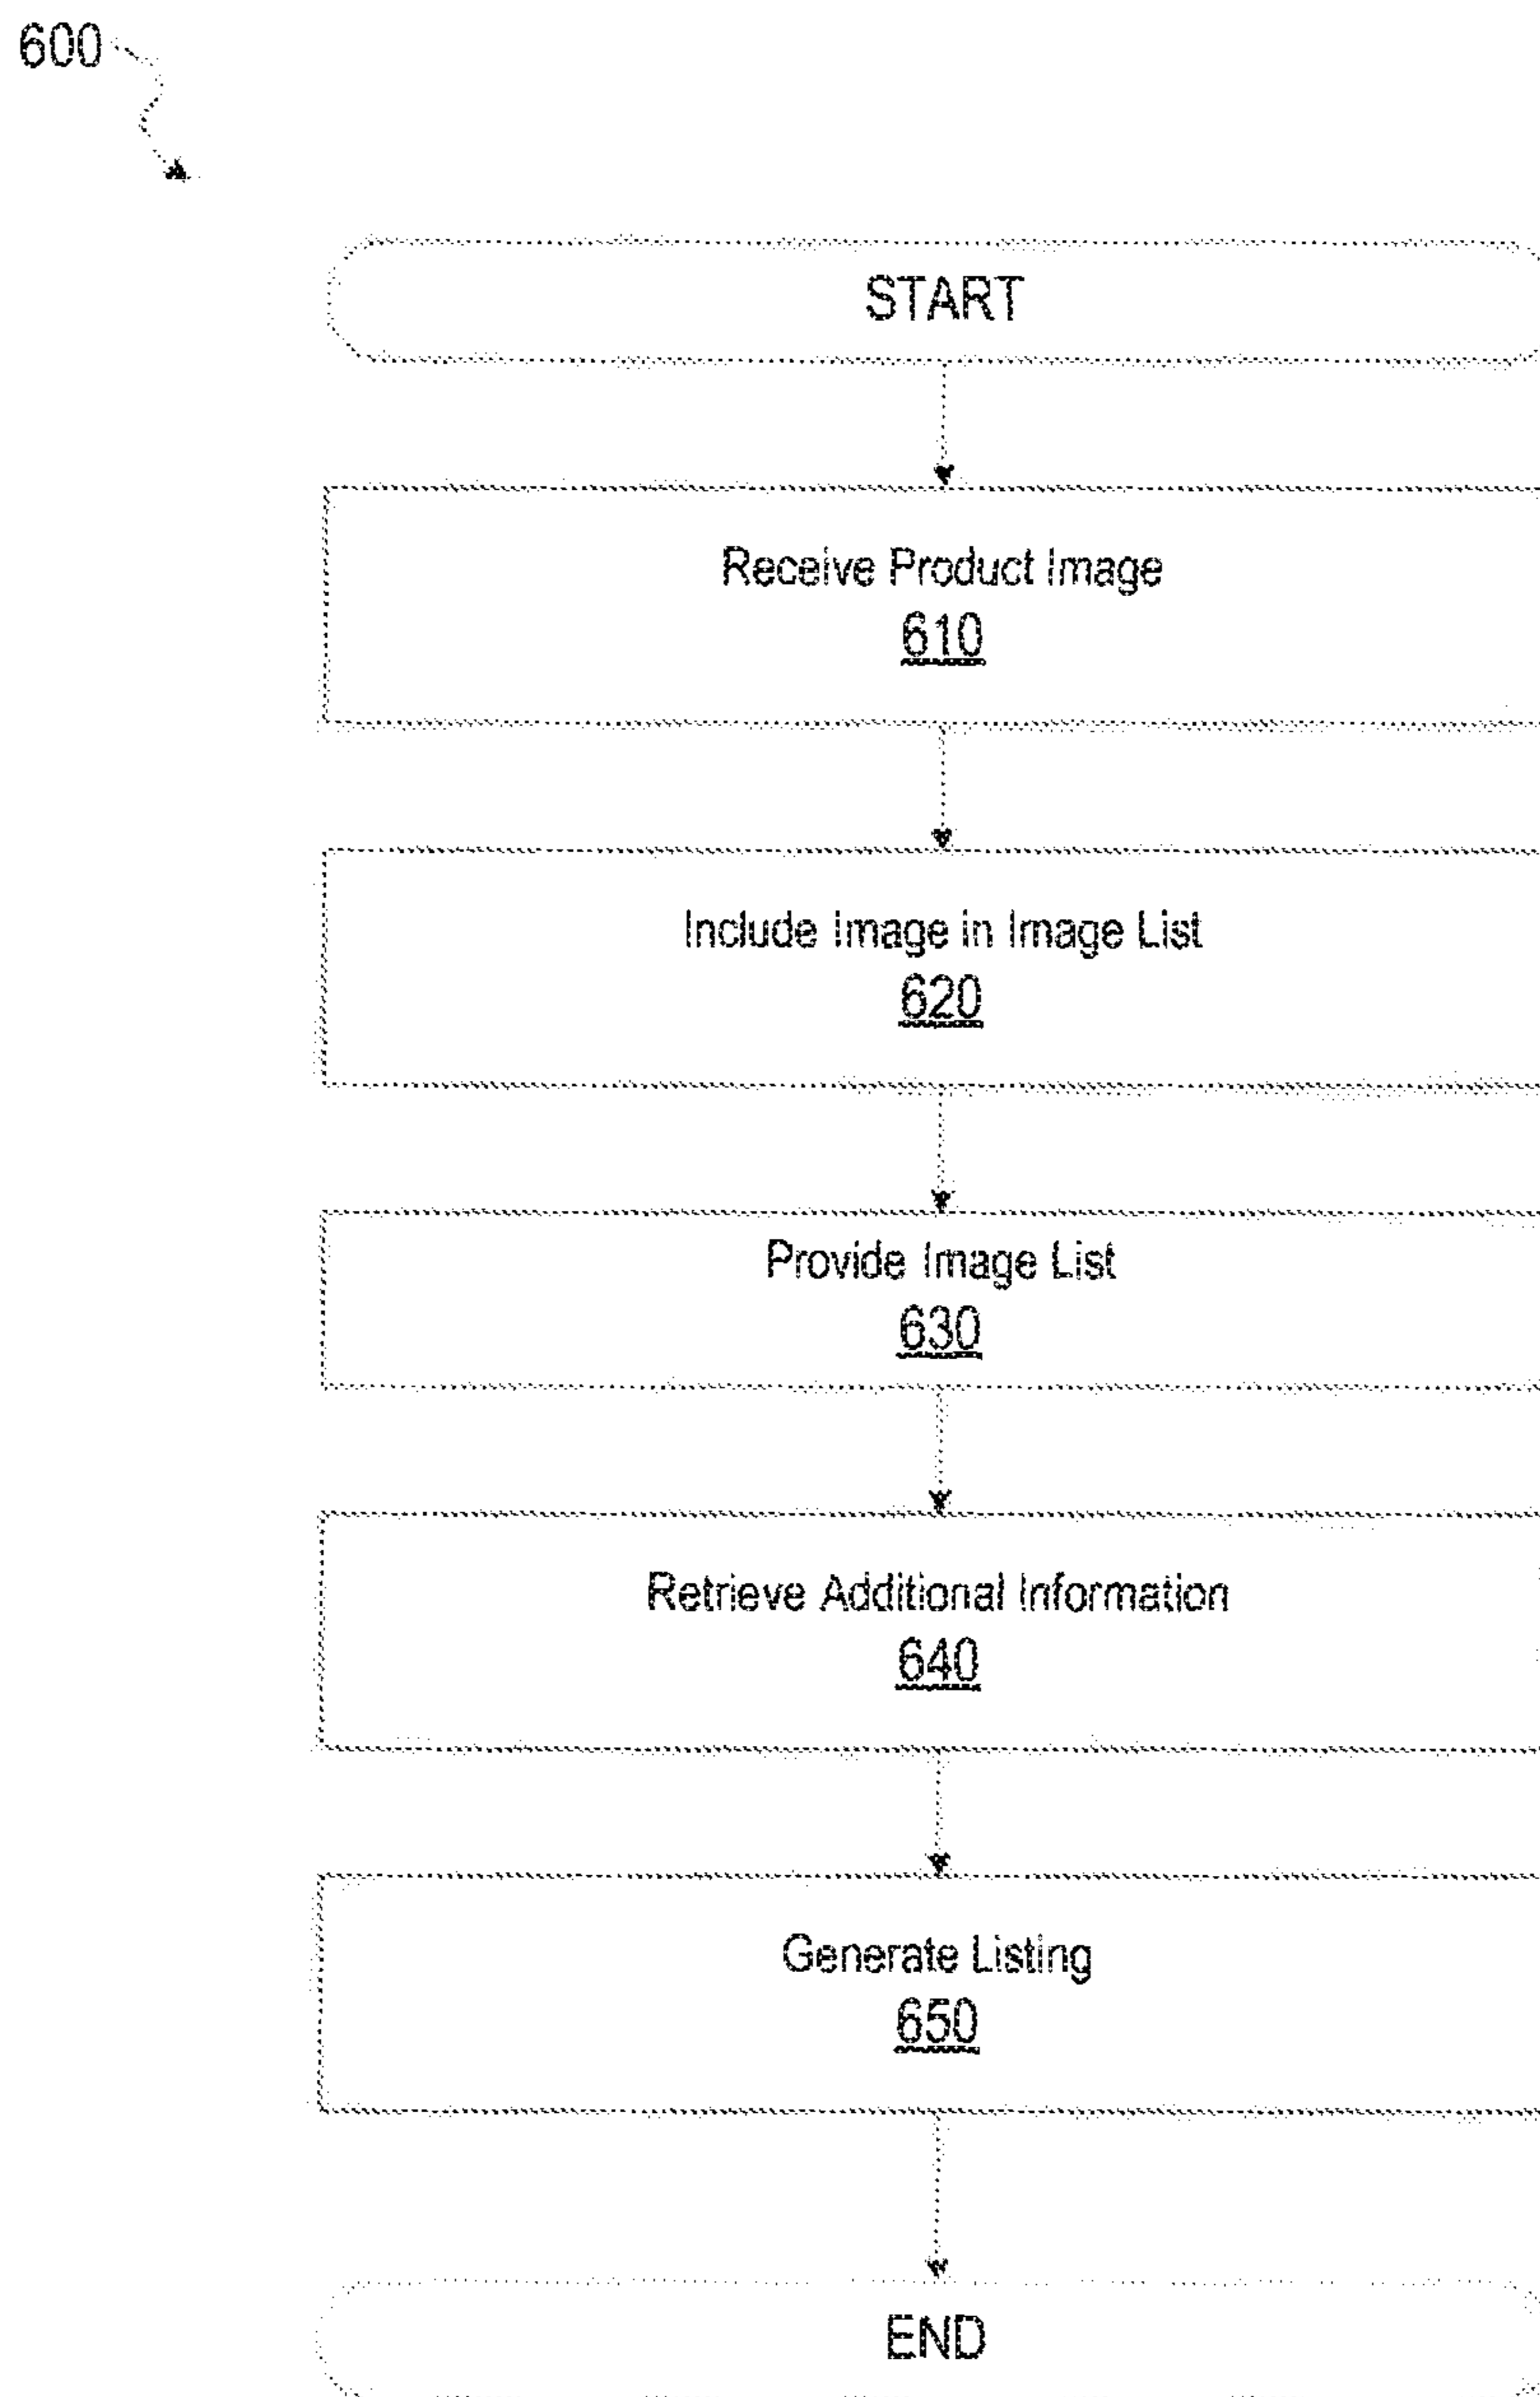 600
START
Receive Product Image
610
Include Image in Image List
620
Provide Image List
630
Retrieve Additional Information
640
Generate Listing
650
END